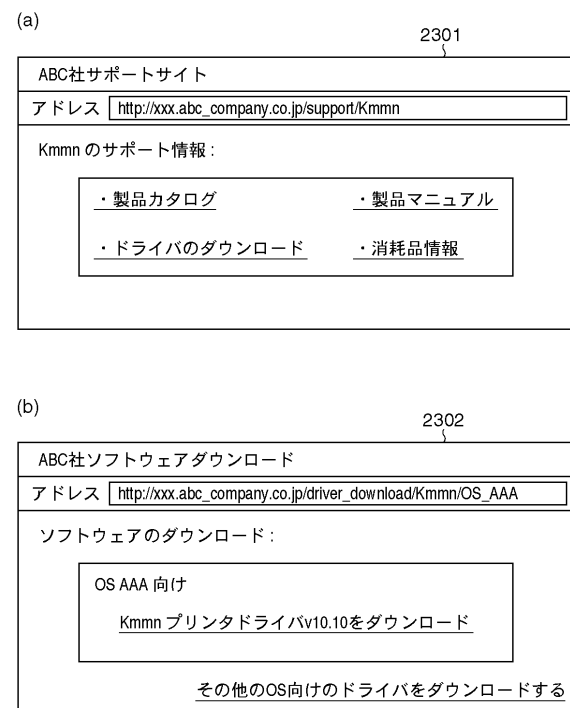 (a)
2301
ABC社サポートサイト
アドレス http://xxx.abc_company.co.jp/support/Kmmn
Kmmn のサポート情報 :
・製品カタログ ・製品マニュアル
・ドライバのダウンロード ・消耗品情報
(b)
2302
ABC社ソフトウェアダウンロード
アドレス http://xxx.abc_company.co.jp/driver_download/Kmmn/OS_AAA
ソフトウェアのダウンロード :
OS AAA 向け
Kmmn プリンタドライバv10.10をダウンロード
その他のOS向けのドライバをダウンロードする